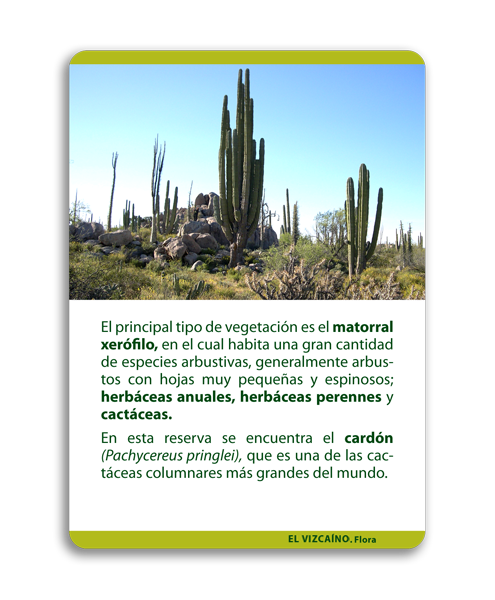 El principal tipo de vegetación es el matorral
xerófilo, en el cual habita una gran cantidad
de especies arbustivas, generalmente arbus-
tos con hojas muy pequeñas y espinosos;
herbáceas anuales, herbáceas perennes y
cactáceas.
En esta reserva se encuentra el cardón
(Pachycereus pringlei), que es una de las cac-
táceas columnares más grandes del mundo.
EL VIZCAÍNO. Flora